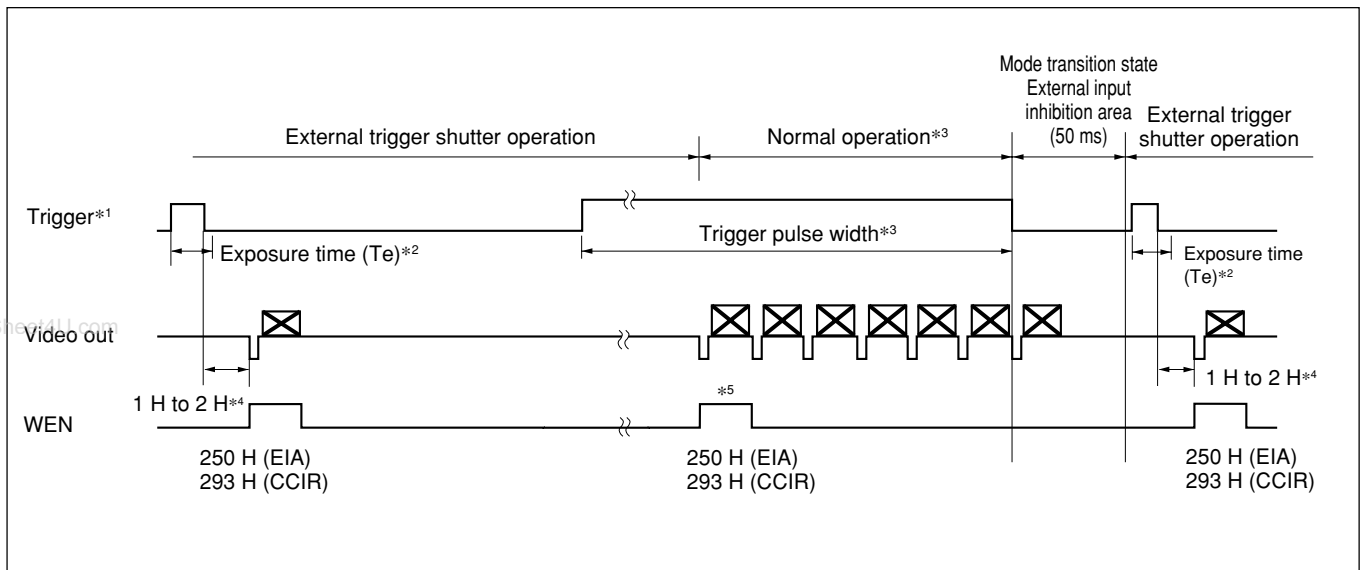 Mode transition state
External input
inhibition area
(50 ms)
External trigger shutter operation
Normal operation*3
External trigger
shutter operation
Trigger*1
Exposure time (Te)*2
Trigger pulse width*3
Exposure time
(Te)*2
Video out
1 H to 2 H*4
1 H to 2 H*4
*5
WEN
250 H (EIA)
293 H (CCIR)
250 H (EIA)
293 H (CCIR)
250 H (EIA)
293 H (CCIR)